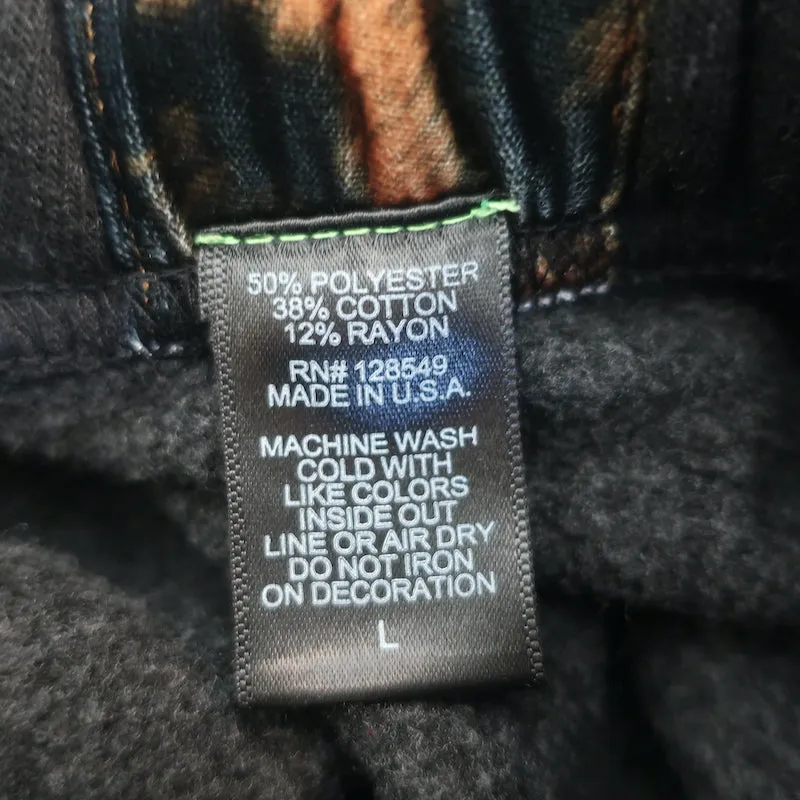 50% POLYESTER
38% COTTON
12% RAYON
RN# 128549
MADE IN U.S.A.
MACHINE WASH
COLD WITH
LIKE COLORS
INSIDE OUT
LINE OR AIR DRY
DO NOT IRON
ON DECORATION
L